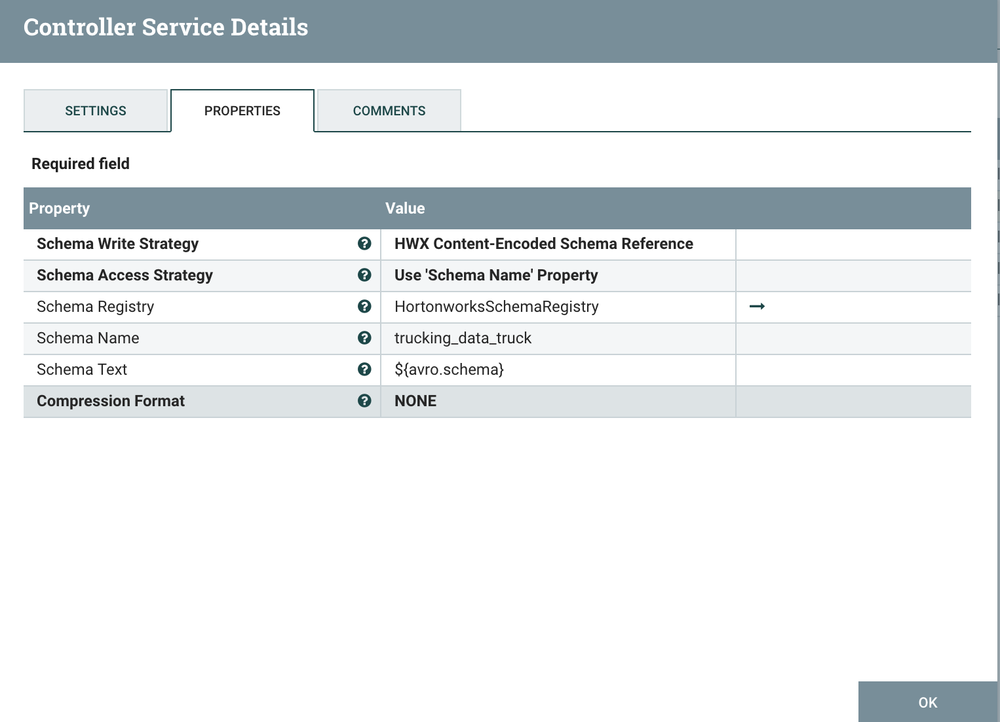 Controller Service Details
SETTINGS PROPERTIES COMMENTS
Required field
Property Value
Schema Write Strategy ? HWX Content-Encoded Schema Reference
Schema Access Strategy ? Use 'Schema Name' Property
Schema Registry ? HortonworksSchemaRegistry
Schema Name ? trucking_data_truck
Schema Text ? ${avro.schema}
Compression Format ? NONE
OK